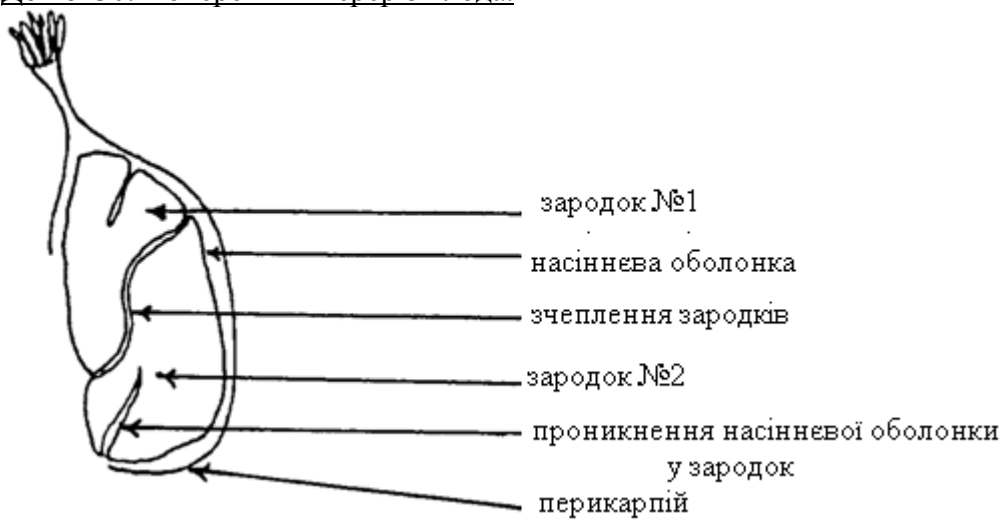 зародок №1
насіннєва оболонка
зчеплення зародків
зародок №2
проникнення насіннєвої оболонки
у зародок
перикарпій